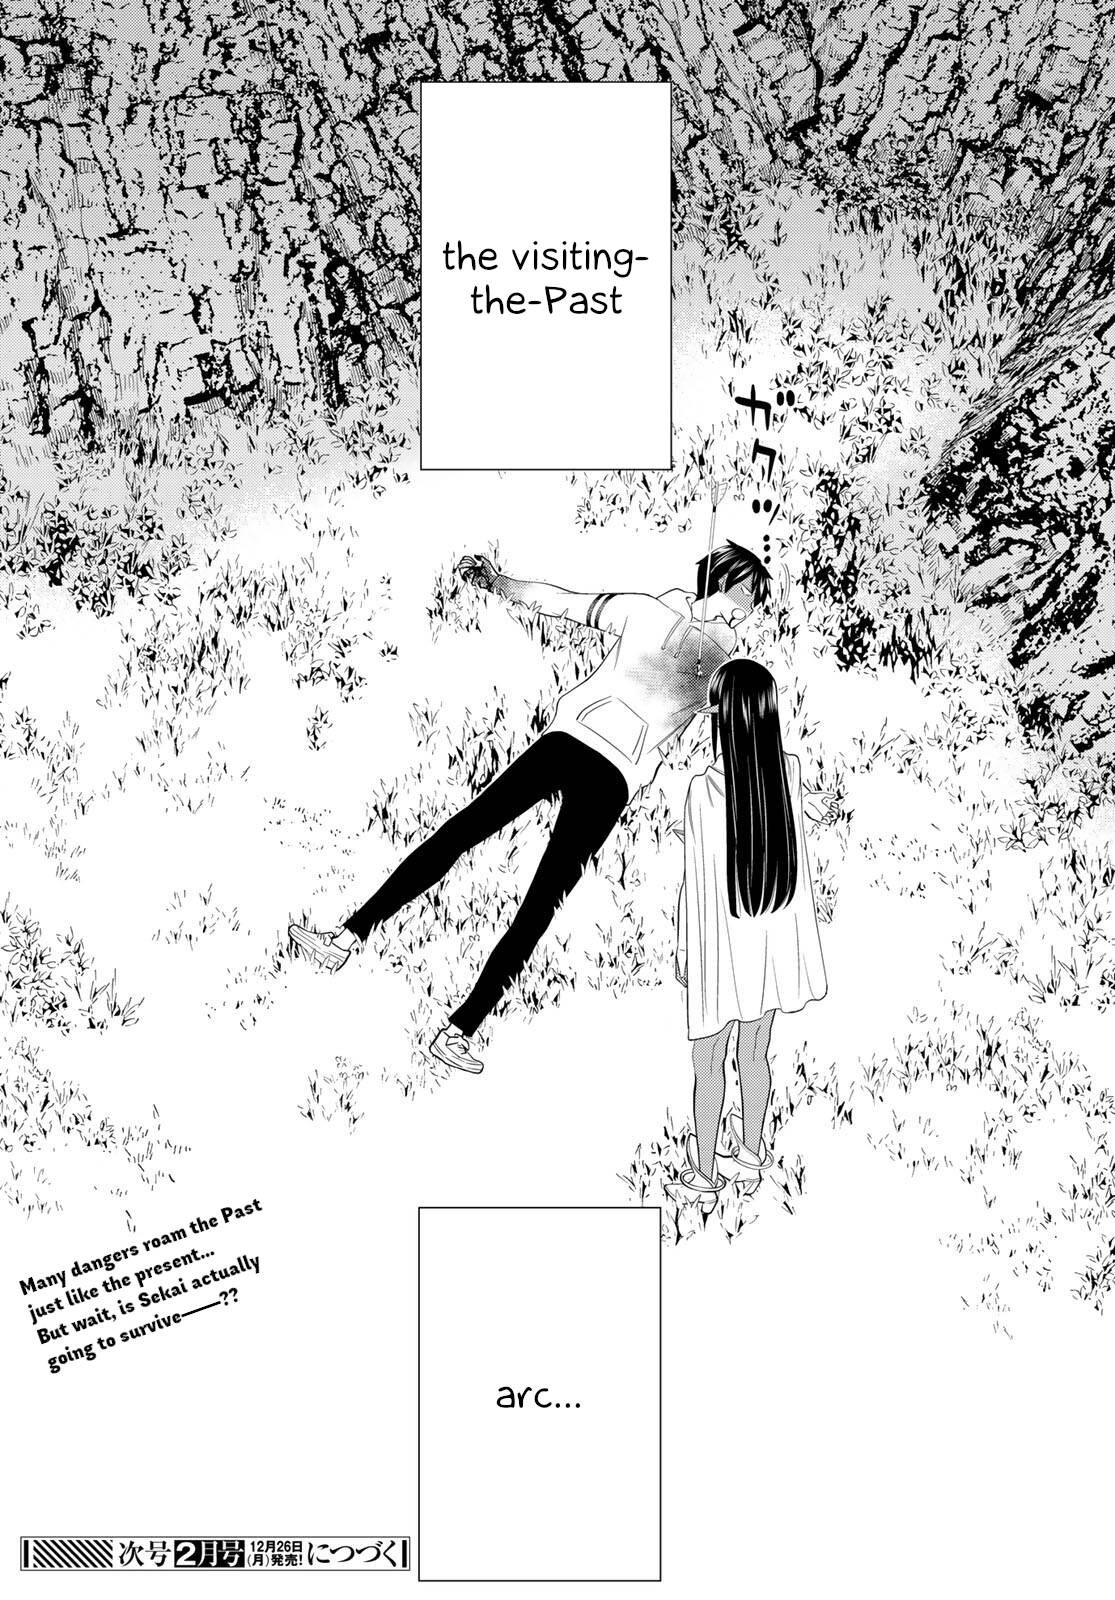 the visiting-
the-Past
ガクガクッ…
Many dangers roam the Past
just like the present...
But wait, is Sekai actually
going to survive——??
arc...
次号2月号 12月26日(月)発売! につづく